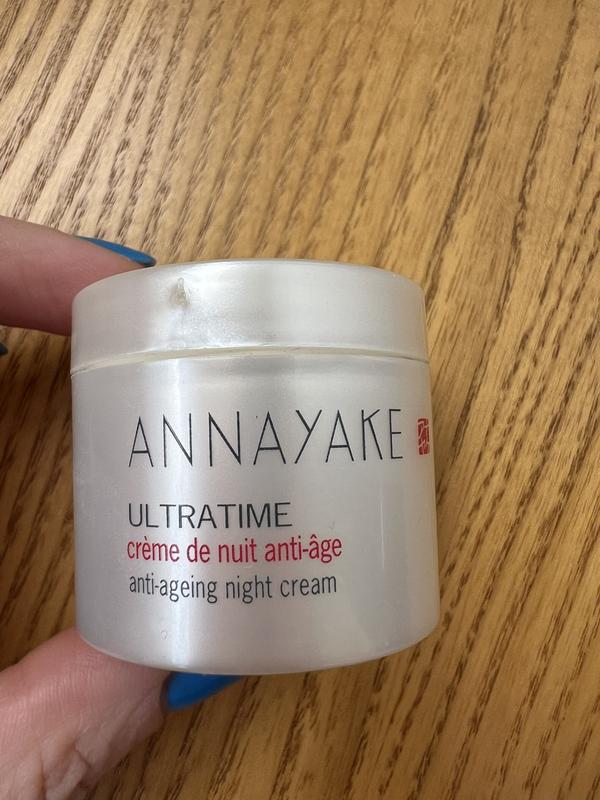 ANNAYAKE
ULTRATIME
crème de nuit anti-âge
anti-ageing night cream